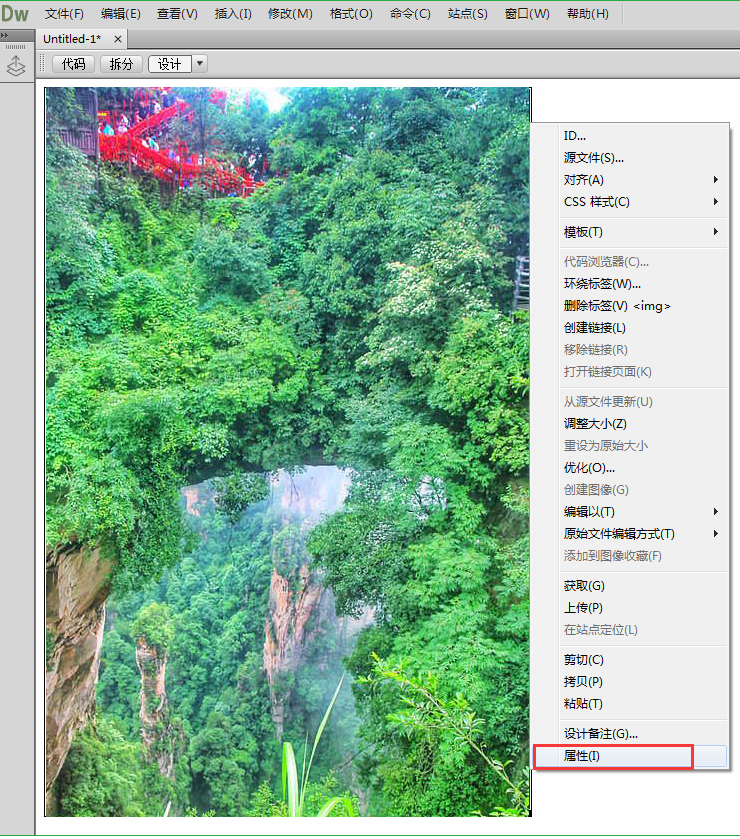 Dw 文件(F) 编辑(E) 查看(V) 插入(I) 修改(M) 格式(O) 命令(C) 站点(S) 窗口(W) 帮助(H)
Untitled-1* ×
代码 拆分 设计
ID...
源文件(S)...
对齐(A)
CSS 样式(C)
模板(T)
代码浏览器(C)...
环绕标签(W)...
删除标签(V) <img>
创建链接(L)
移除链接(R)
打开链接页面(K)
从源文件更新(U)
调整大小(Z)
重设为原始大小
优化(O)...
创建图像(G)
编辑以(T)
原始文件编辑方式(T)
添加到图像收藏(F)
获取(G)
上传(P)
在站点定位(L)
剪切(C)
拷贝(P)
粘贴(T)
设计备注(G)...
属性(I)